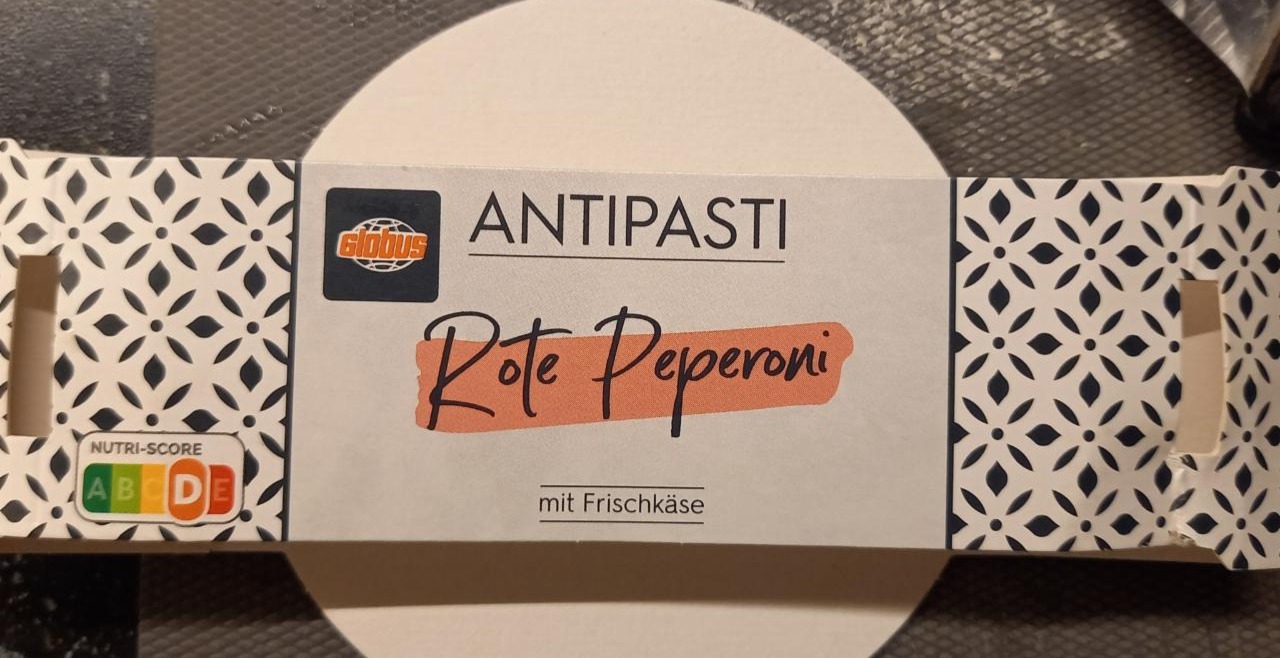 Globus
ANTIPASTI
Rote Peperoni
mit Frischkäse
NUTRI-SCORE
A B C D E